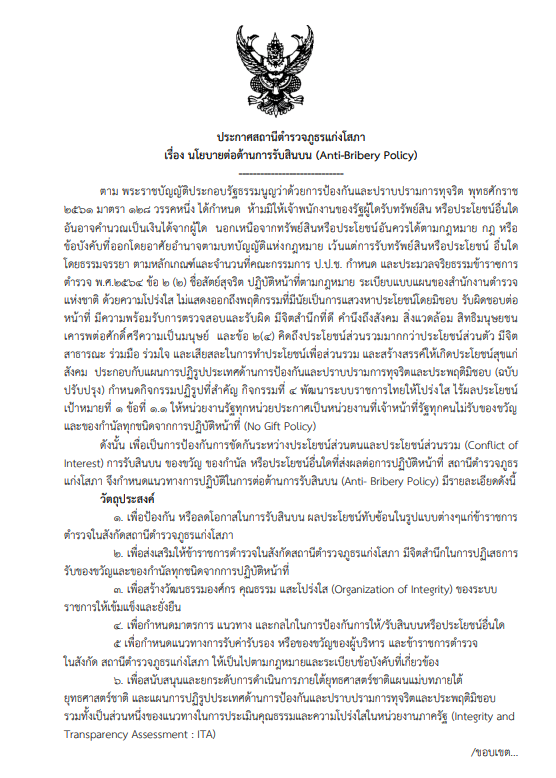 ประกาศสถานีตำรวจภูธรแก่งโสภา
เรื่อง นโยบายต่อต้านการรับสินบน (Anti-Bribery Policy)
-----------------------------
ตาม พระราชบัญญัติประกอบรัฐธรรมนูญว่าด้วยการป้องกันและปราบปรามการทุจริต พุทธศักราช
๒๕๖๑ มาตรา ๑๒๘ วรรคหนึ่ง ได้กำหนด ห้ามมิให้เจ้าพนักงานของรัฐผู้ใดรับทรัพย์สิน หรือประโยชน์อื่นใด
อันอาจคำนวณเป็นเงินได้จากผู้ใด นอกเหนือจากทรัพย์สินหรือประโยชน์อันควรได้ตามกฎหมาย กฎ หรือ
ข้อบังคับที่ออกโดยอาศัยอำนาจตามบทบัญญัติแห่งกฎหมาย เว้นแต่การรับทรัพย์สินหรือประโยชน์ อื่นใด
โดยธรรมจรรยา ตามหลักเกณฑ์และจำนวนที่คณะกรรมการ ป.ป.ช. กำหนด และประมวลจริยธรรมข้าราชการ
ตำรวจ พ.ศ.๒๕๖๔ ข้อ ๒ (๒) ซื่อสัตย์สุจริต ปฏิบัติหน้าที่ตามกฎหมาย ระเบียบแบบแผนของสำนักงานตำรวจ
แห่งชาติ ด้วยความโปร่งใส ไม่แสดงออกถึงพฤติกรรมที่มีนัยเป็นการแสวงหาประโยชน์โดยมิชอบ รับผิดชอบต่อ
หน้าที่ มีความพร้อมรับการตรวจสอบและรับผิด มีจิตสำนึกที่ดี คำนึงถึงสังคม สิ่งแวดล้อม สิทธิมนุษยชน
เคารพต่อศักดิ์ศรีความเป็นมนุษย์ และข้อ ๒(๔) คิดถึงประโยชน์ส่วนรวมมากกว่าประโยชน์ส่วนตัว มีจิต
สาธารณะ ร่วมมือ ร่วมใจ และเสียสละในการทำประโยชน์เพื่อส่วนรวม และสร้างสรรค์ให้เกิดประโยชน์สุขแก่
สังคม ประกอบกับแผนการปฏิรูปประเทศด้านการป้องกันและปราบปรามการทุจริตและประพฤติมิชอบ (ฉบับ
ปรับปรุง) กำหนดกิจกรรมปฏิรูปที่สำคัญ กิจกรรมที่ ๔ พัฒนาระบบราชการไทยให้โปร่งใส ไร้ผลประโยชน์
เป้าหมายที่ ๑ ข้อที่ ๑.๑ ให้หน่วยงานรัฐทุกหน่วยประกาศเป็นหน่วยงานที่เจ้าหน้าที่รัฐทุกคนไม่รับของขวัญ
และของกำนัลทุกชนิดจากการปฏิบัติหน้าที่ (No Gift Policy)
ดังนั้น เพื่อเป็นการป้องกันการขัดกันระหว่างประโยชน์ส่วนตนและประโยชน์ส่วนรวม (Conflict of
Interest) การรับสินบน ของขวัญ ของกำนัล หรือประโยชน์อื่นใดที่ส่งผลต่อการปฏิบัติหน้าที่ สถานีตำรวจภูธร
แก่งโสภา จึงกำหนดแนวทางการปฏิบัติในการต่อต้านการรับสินบน (Anti- Bribery Policy) มีรายละเอียดดังนี้
วัตถุประสงค์
๑. เพื่อป้องกัน หรือลดโอกาสในการรับสินบน ผลประโยชน์ทับซ้อนในรูปแบบต่างๆแก่ข้าราชการ
ตำรวจในสังกัดสถานีตำรวจภูธรแก่งโสภา
๒. เพื่อส่งเสริมให้ข้าราชการตำรวจในสังกัดสถานีตำรวจภูธรแก่งโสภา มีจิตสำนึกในการปฏิเสธการ
รับของขวัญและของกำนัลทุกชนิดจากการปฏิบัติหน้าที่
๓. เพื่อสร้างวัฒนธรรมองค์กร คุณธรรม และโปร่งใส (Organization of Integrity) ของระบบ
ราชการให้เข้มแข็งและยั่งยืน
๔. เพื่อกำหนดมาตรการ แนวทาง และกลไกในการป้องกันการให้/รับสินบนหรือประโยชน์อื่นใด
๕ เพื่อกำหนดแนวทางการรับค่ารับรอง หรือของขวัญของผู้บริหาร และข้าราชการตำรวจ
ในสังกัด สถานีตำรวจภูธรแก่งโสภา ให้เป็นไปตามกฎหมายและระเบียบข้อบังคับที่เกี่ยวข้อง
๖. เพื่อสนับสนุนและยกระดับการดำเนินการภายใต้ยุทธศาสตร์ชาติแผนแม่บทภายใต้
ยุทธศาสตร์ชาติ และแผนการปฏิรูปประเทศด้านการป้องกันและปราบปรามการทุจริตและประพฤติมิชอบ
รวมทั้งเป็นส่วนหนึ่งของแนวทางในการประเมินคุณธรรมและความโปร่งใสในหน่วยงานภาครัฐ (Integrity and
Transparency Assessment : ITA)
/ขอบเขต...